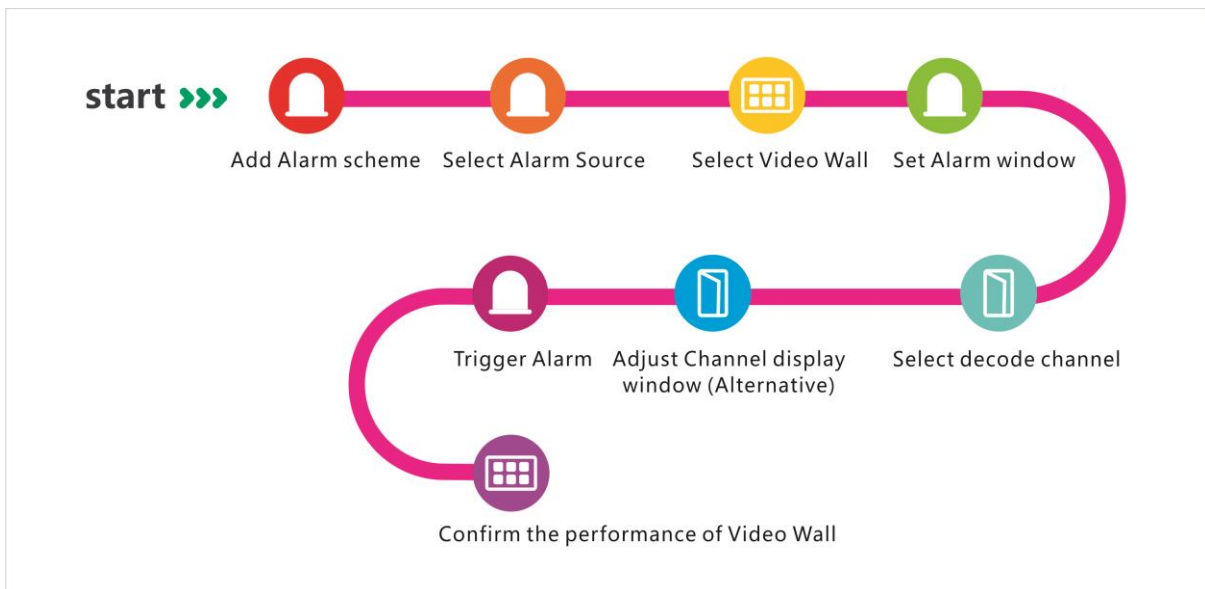 start
Add Alarm scheme
Select Alarm Source
Select Video Wall
Set Alarm window
Select decode channel
Adjust Channel display
window (Alternative)
Trigger Alarm
Confirm the performance of Video Wall